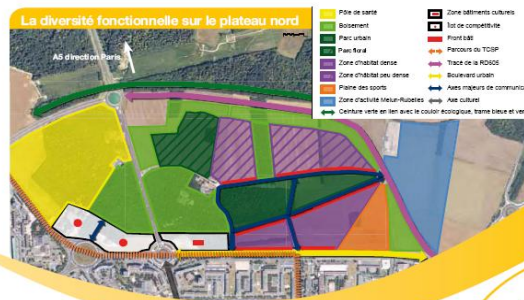 La diversité fonctionnelle sur le plateau nord
A5 direction Paris
Pôle de santé
Boisement
Parc urbain
Parc floral
Zone d'habitat dense
Zone d'habitat peu dense
Plaine des sports
Zone d'activité Melun-Rubelles
Ceinture verte en lien avec le couloir écologique, trame bleue et ver
Zone bâtiments culturels
Îlot de compétitivité
Front bâti
Parcours du TCSP
Tracé de la RD605
Boulevard urbain
Axes majeurs de communica
Axe culturel